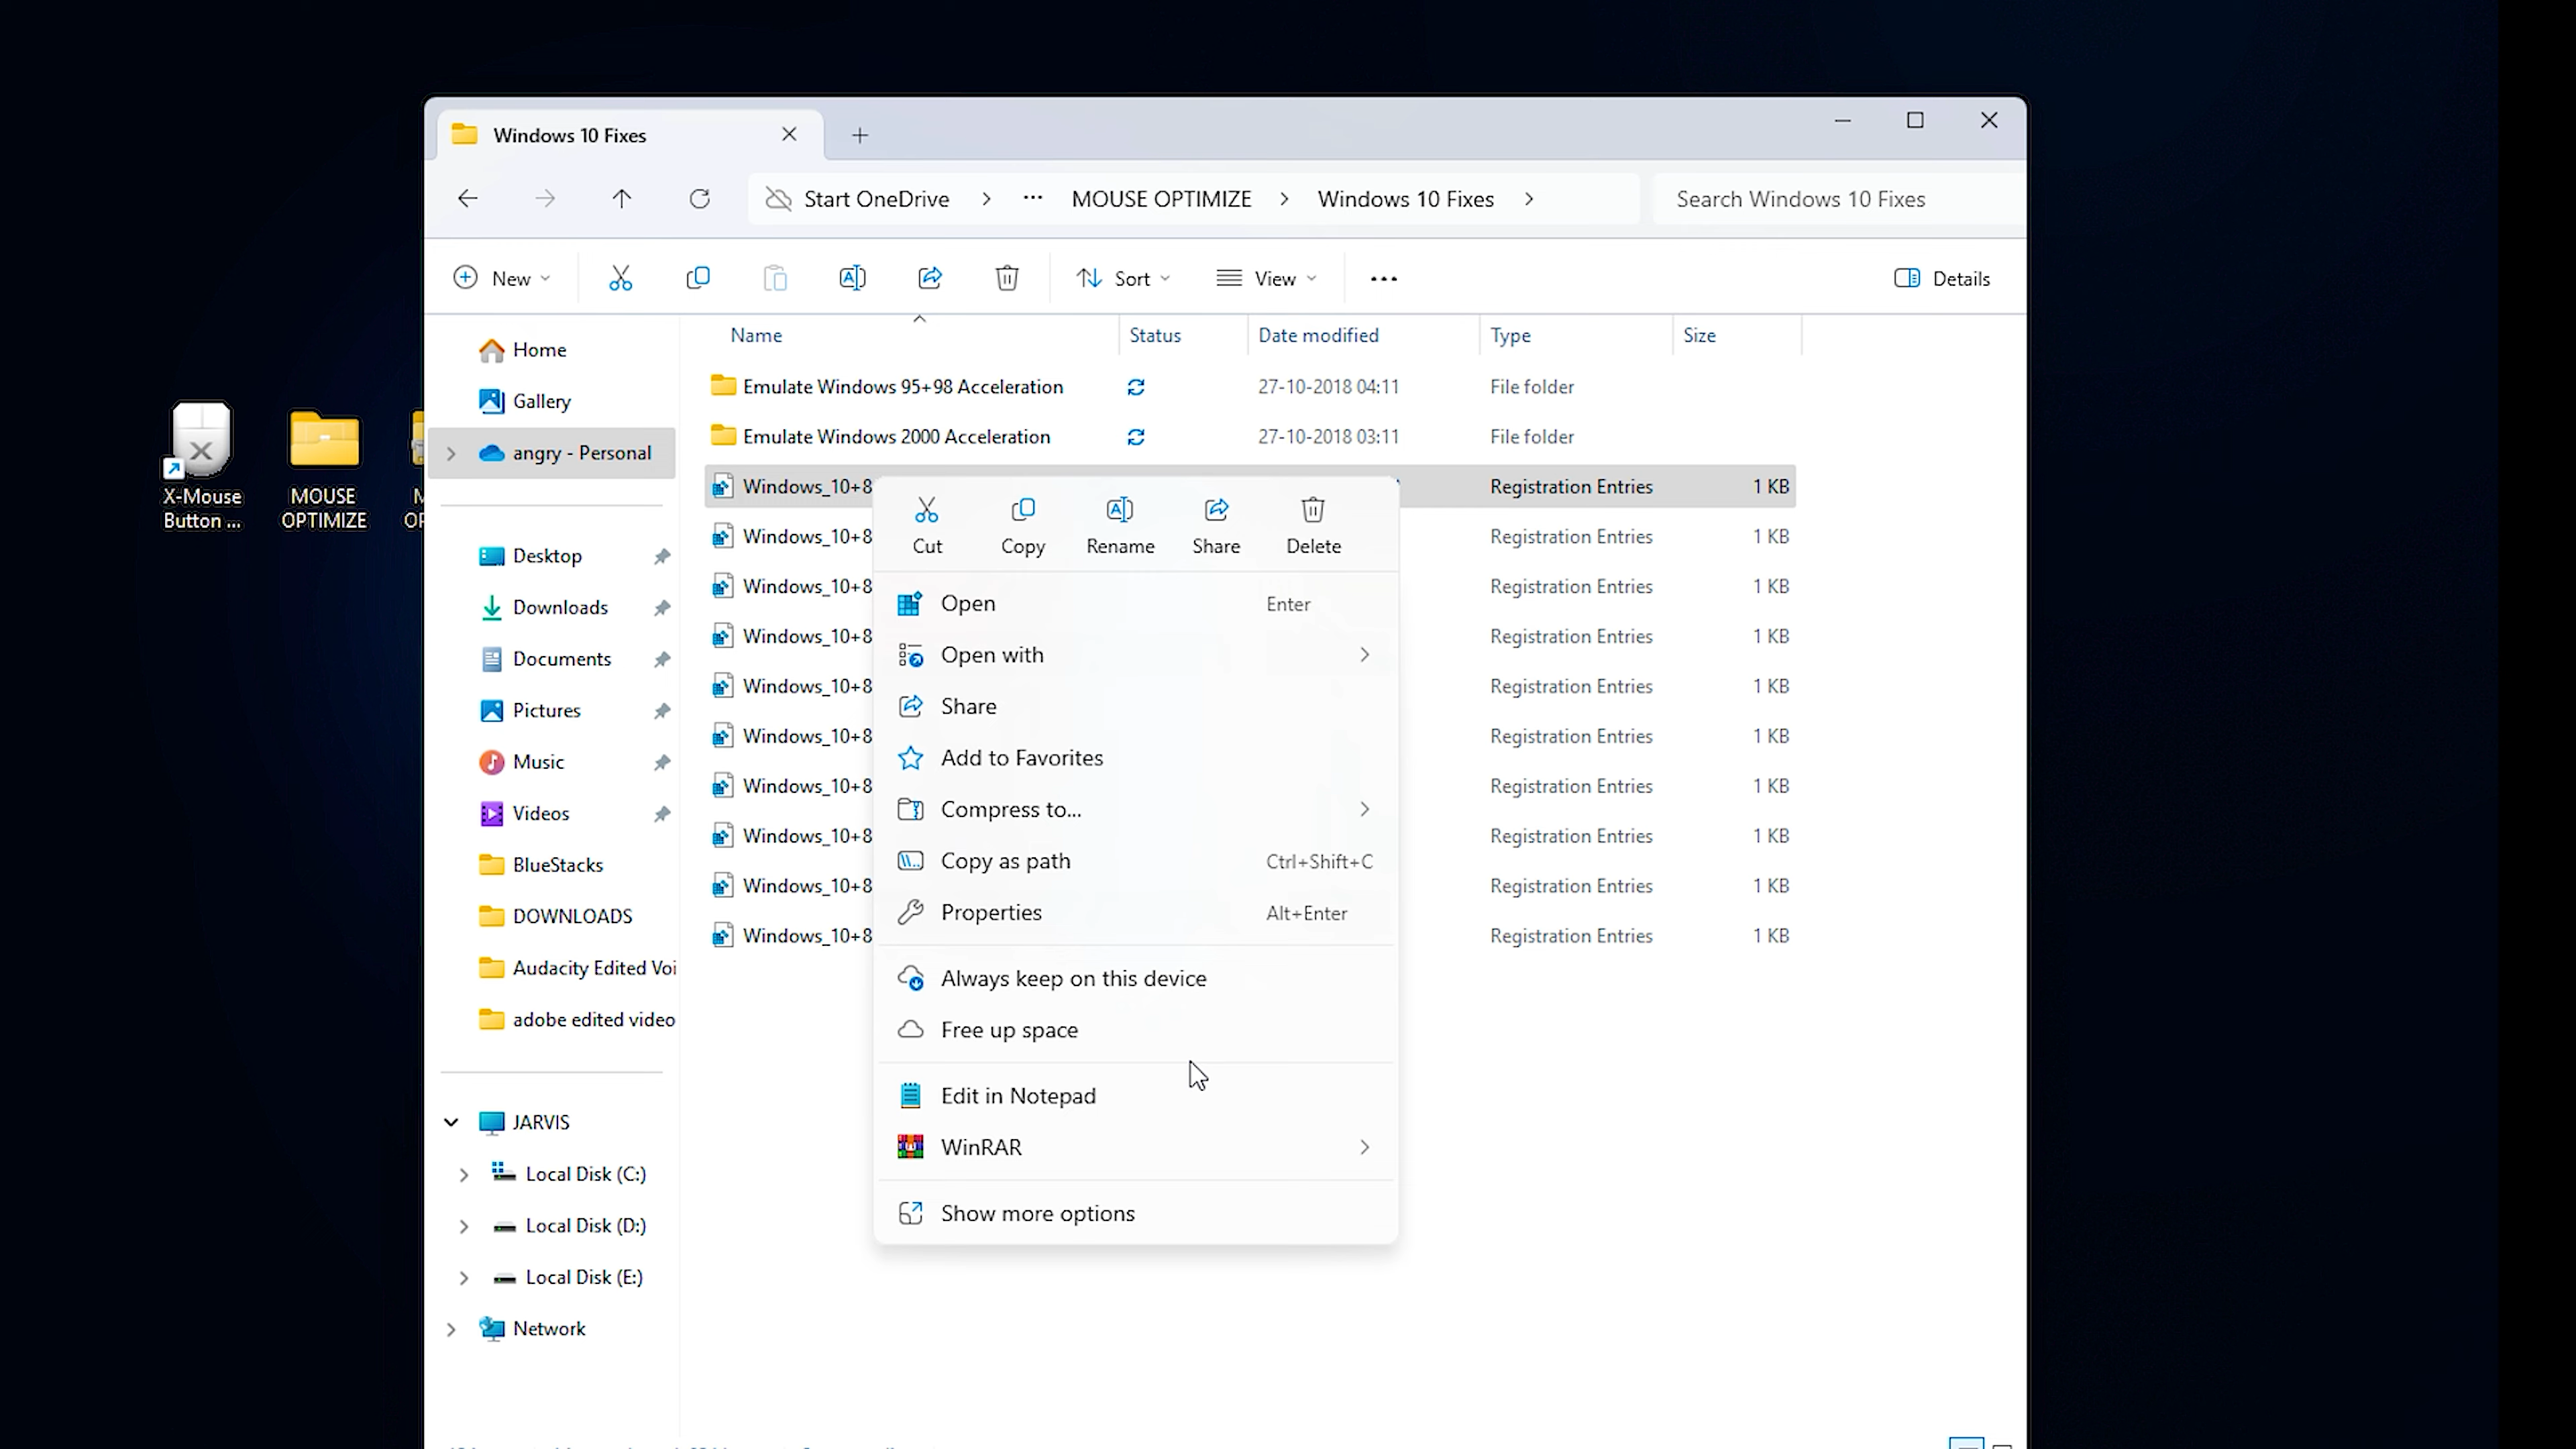 Windows 10 Fixes
Start OneDrive
MOUSE OPTIMIZE
Windows 10 Fixes
Search Windows 10 Fixes
New
Sort
View
Details
Name
Status
Date modified
Type
Size
Home
Gallery
angry - Personal
Desktop
Downloads
Documents
Pictures
Music
Videos
BlueStacks
DOWNLOADS
Audacity Edited Voi
adobe edited video
JARVIS
Local Disk (C:)
Local Disk (D:)
Local Disk (E:)
Network
X-Mouse
Button ...
MOUSE
OPTIMIZE
Emulate Windows 95+98 Acceleration 27-10-2018 04:11 File folder
Emulate Windows 2000 Acceleration 27-10-2018 03:11 File folder
Windows_10+8 Registration Entries 1 KB
Windows_10+8 Registration Entries 1 KB
Windows_10+8 Registration Entries 1 KB
Windows_10+8 Registration Entries 1 KB
Windows_10+8 Registration Entries 1 KB
Windows_10+8 Registration Entries 1 KB
Windows_10+8 Registration Entries 1 KB
Windows_10+8 Registration Entries 1 KB
Windows_10+8 Registration Entries 1 KB
Windows_10+8 Registration Entries 1 KB
Cut
Copy
Rename
Share
Delete
Open Enter
Open with
Share
Add to Favorites
Compress to...
Copy as path Ctrl+Shift+C
Properties Alt+Enter
Always keep on this device
Free up space
Edit in Notepad
WinRAR
Show more options